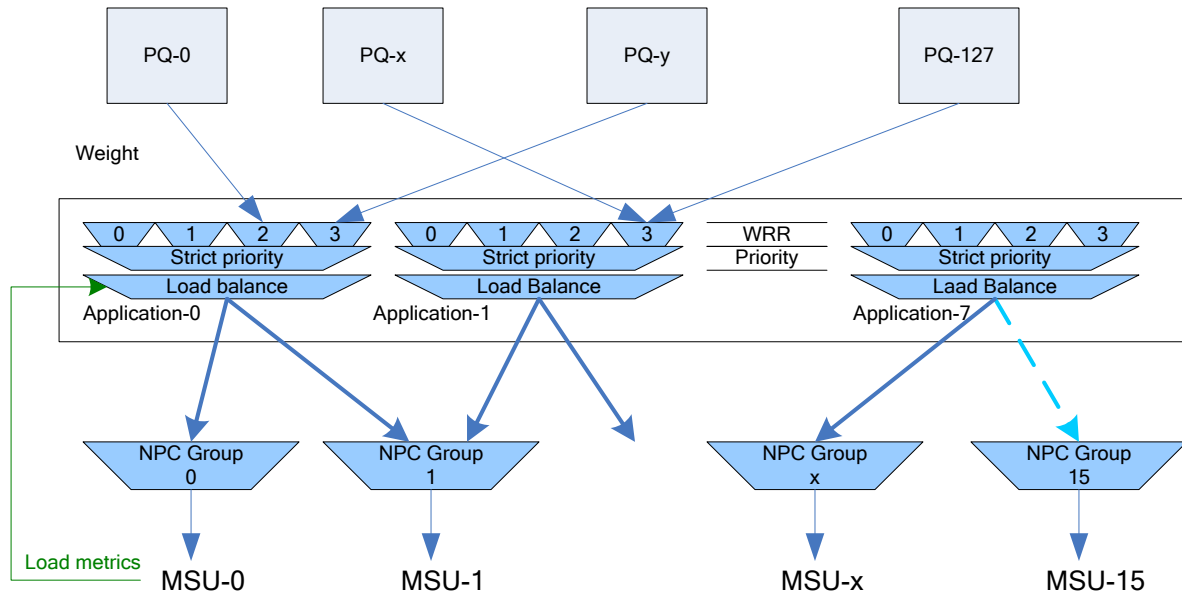 PQ-0
PQ-x
PQ-y
PQ-127
Weight
0 1 2 3
0 1 2 3
WRR
0 1 2 3
Strict priority
Strict priority
Priority
Strict priority
Load balance
Load Balance
Laad Balance
Application-0
Application-1
Application-7
NPC Group
0
NPC Group
1
NPC Group
x
NPC Group
15
Load metrics
MSU-0
MSU-1
MSU-x
MSU-15